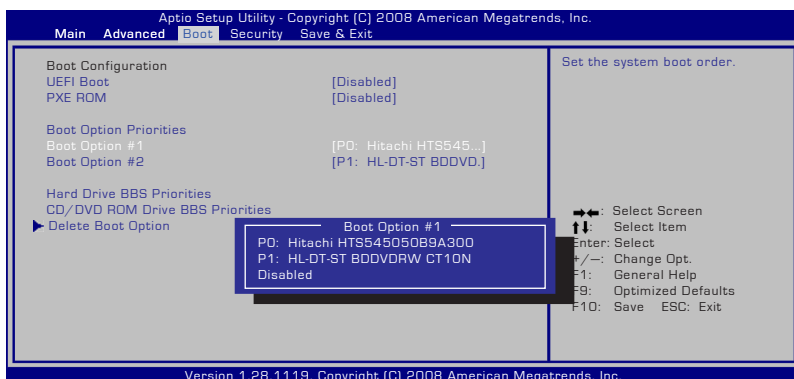 Aptio Setup Utility - Copyright (C) 2008 American Megatrends, Inc.
Main Advanced Boot Security Save & Exit
Boot Configuration
UEFI Boot [Disabled]
PXE ROM [Disabled]
Boot Option Priorities
Boot Option #1 [P0: Hitachi HTS545...]
Boot Option #2 [P1: HL-DT-ST BDDVD.]
Hard Drive BBS Priorities
CD/DVD ROM Drive BBS Priorities
Delete Boot Option
Boot Option #1
P0: Hitachi HTS545050B9A300
P1: HL-DT-ST BDDVDRW CT10N
Disabled
Set the system boot order.
→←: Select Screen
↑↓: Select Item
Enter: Select
+/—: Change Opt.
F1: General Help
F9: Optimized Defaults
F10: Save ESC: Exit
Version 1.28.1119. Copyright (C) 2008 American Megatrends, Inc.